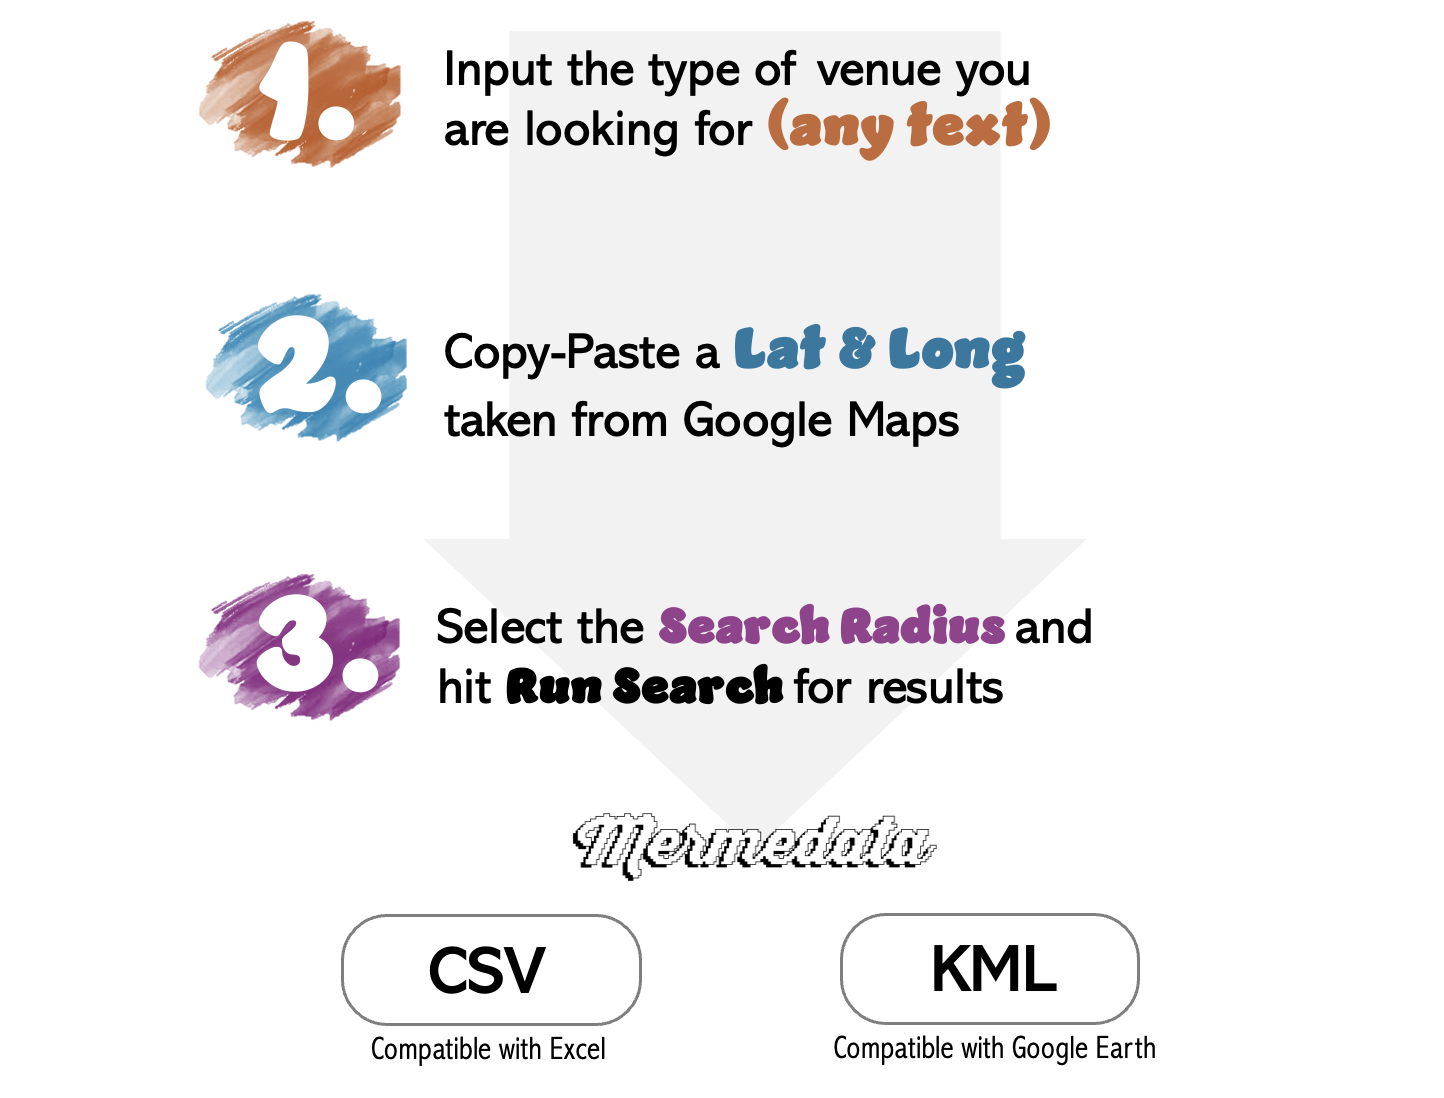 1.
Input the type of venue you
are looking for (any text)
2.
Copy-Paste a Lat & Long
taken from Google Maps
3.
Select the Search Radius and
hit Run Search for results
Mermedata
CSV
KML
Compatible with Excel
Compatible with Google Earth